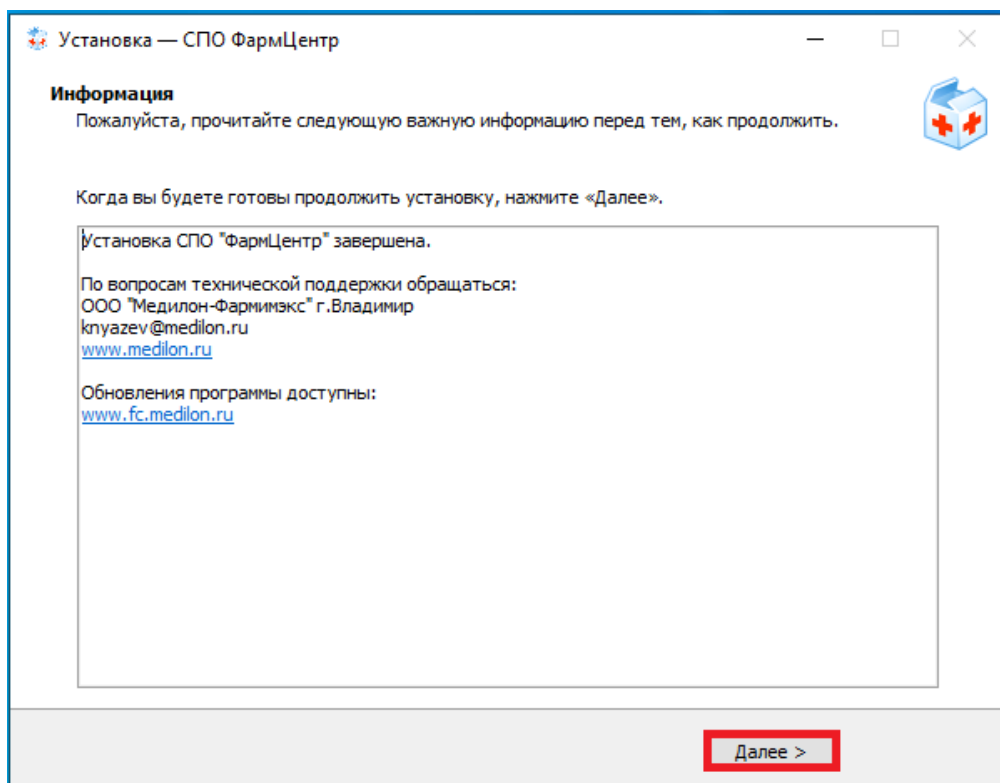 Установка — СПО ФармЦентр
Информация
Пожалуйста, прочитайте следующую важную информацию перед тем, как продолжить.
Когда вы будете готовы продолжить установку, нажмите «Далее».
Установка СПО "ФармЦентр" завершена.
По вопросам технической поддержки обращаться:
ООО "Медилон-Фармимэкс" г.Владимир
knyazev@medilon.ru
www.medilon.ru
Обновления программы доступны:
www.fc.medilon.ru
Далее >